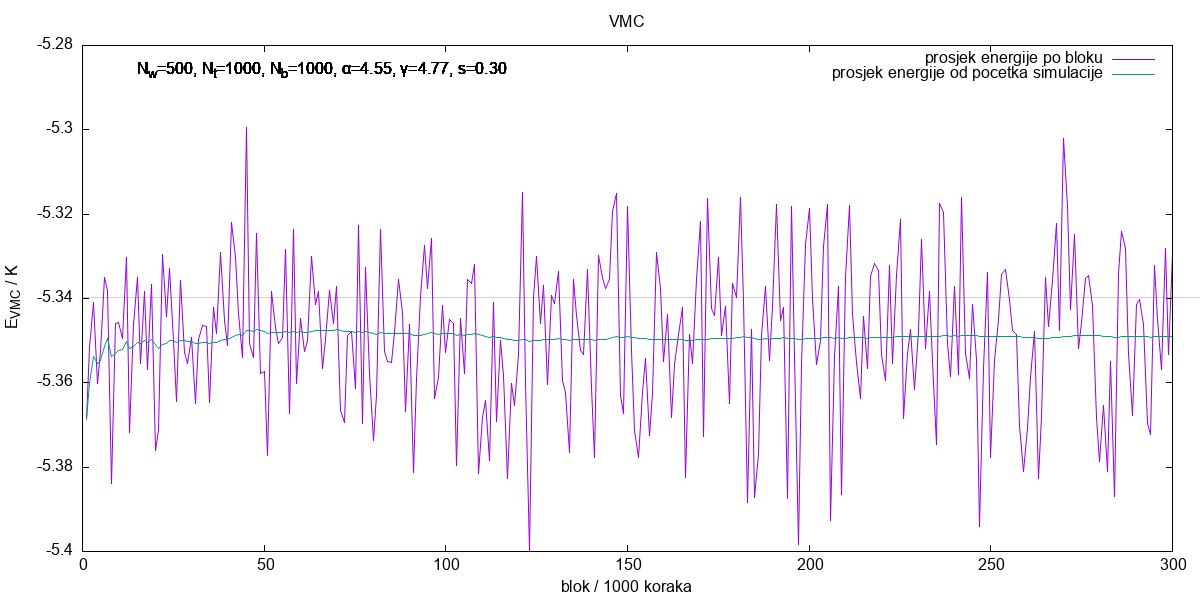 VMC
N_w=500, N_f=1000, N_b=1000, α=4.55, γ=4.77, s=0.30
prosjek energije po bloku
prosjek energije od pocetka simulacije
E_VMC / K
-5.28
-5.3
-5.32
-5.34
-5.36
-5.38
-5.4
0 50 100 150 200 250 300
blok / 1000 koraka